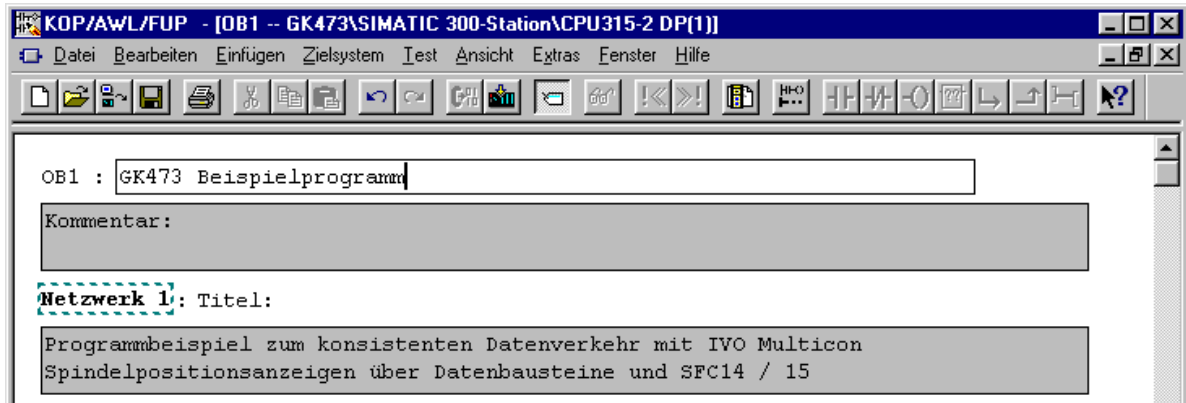 KOP/AWL/FUP - [OB1 -- GK473\SIMATIC 300-Station\CPU315-2 DP(1)]
Datei Bearbeiten Einfügen Zielsystem Test Ansicht Extras Fenster Hilfe
OB1 : GK473 Beispielprogramm
Kommentar:
Netzwerk 1: Titel:
Programmbeispiel zum konsistenten Datenverkehr mit IVO Multicon
Spindelpositionsanzeigen über Datenbausteine und SFC14 / 15